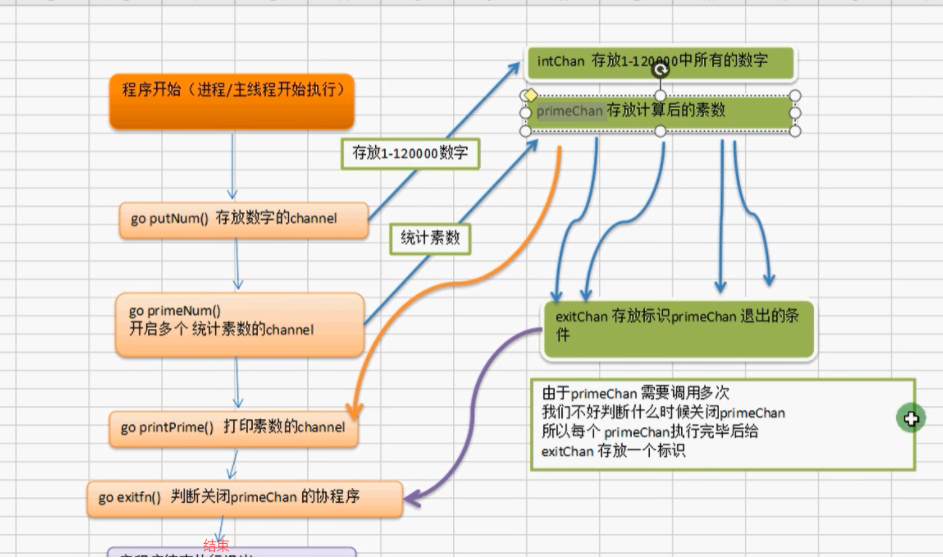 程序开始（进程/主线程开始执行）
go putNum() 存放数字的channel
go primeNum()
开启多个 统计素数的channel
go printPrime() 打印素数的channel
go exitfn() 判断关闭primeChan 的协程序
结束
存放1-120000数字
统计素数
intChan 存放1-120000中所有的数字
primeChan 存放计算后的素数
exitChan 存放标识primeChan 退出的条
件
由于primeChan 需要调用多次
我们不好判断什么时候关闭primeChan
所以每个 primeChan执行完毕后给
exitChan 存放一个标识